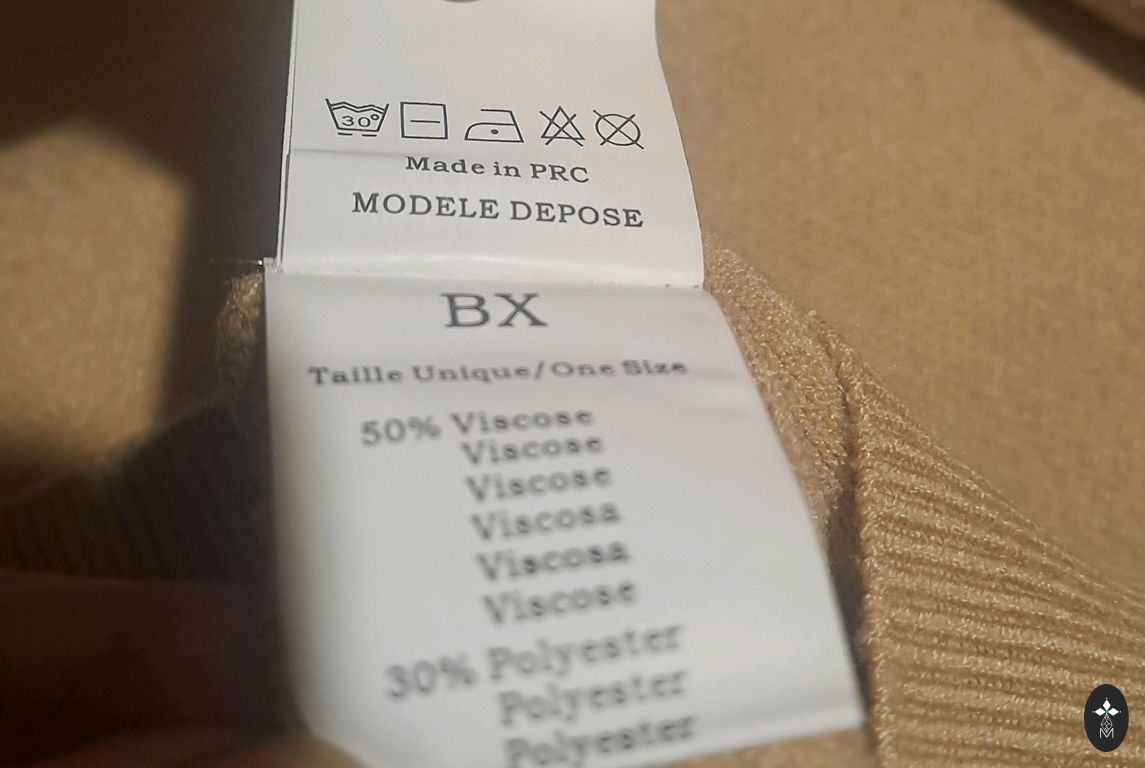 30°
Made in PRC
MODELE DEPOSE
BX
Taille Unique/One Size
50% Viscose
Viscose
Viscose
Viscosa
Viscosa
Viscose
30% Polyester
Polyester
Polyester
M